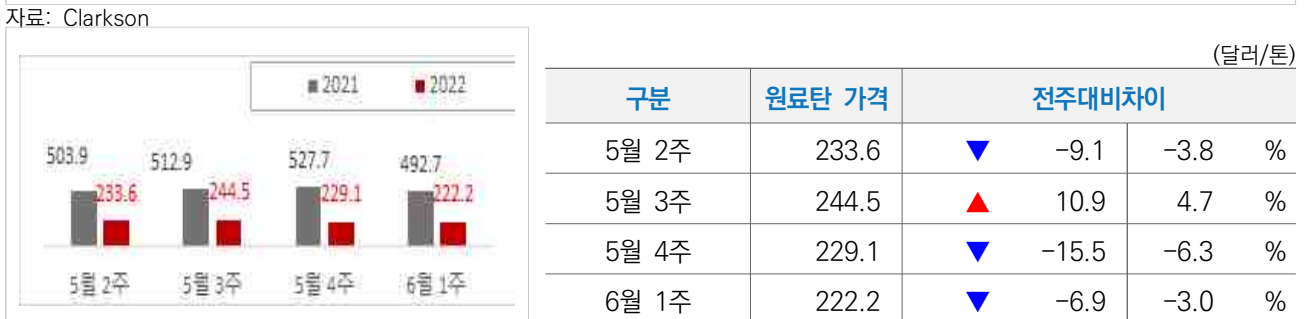 자료: Clarkson
■ 2021 ■ 2022
503.9 512.9 527.7 492.7
233.6 244.5 229.1 222.2
5월 2주 5월 3주 5월 4주 6월 1주
(달러/톤)
구분 원료탄 가격 전주대비차이
5월 2주 233.6 ▼ -9.1 -3.8 %
5월 3주 244.5 ▲ 10.9 4.7 %
5월 4주 229.1 ▼ -15.5 -6.3 %
6월 1주 222.2 ▼ -6.9 -3.0 %